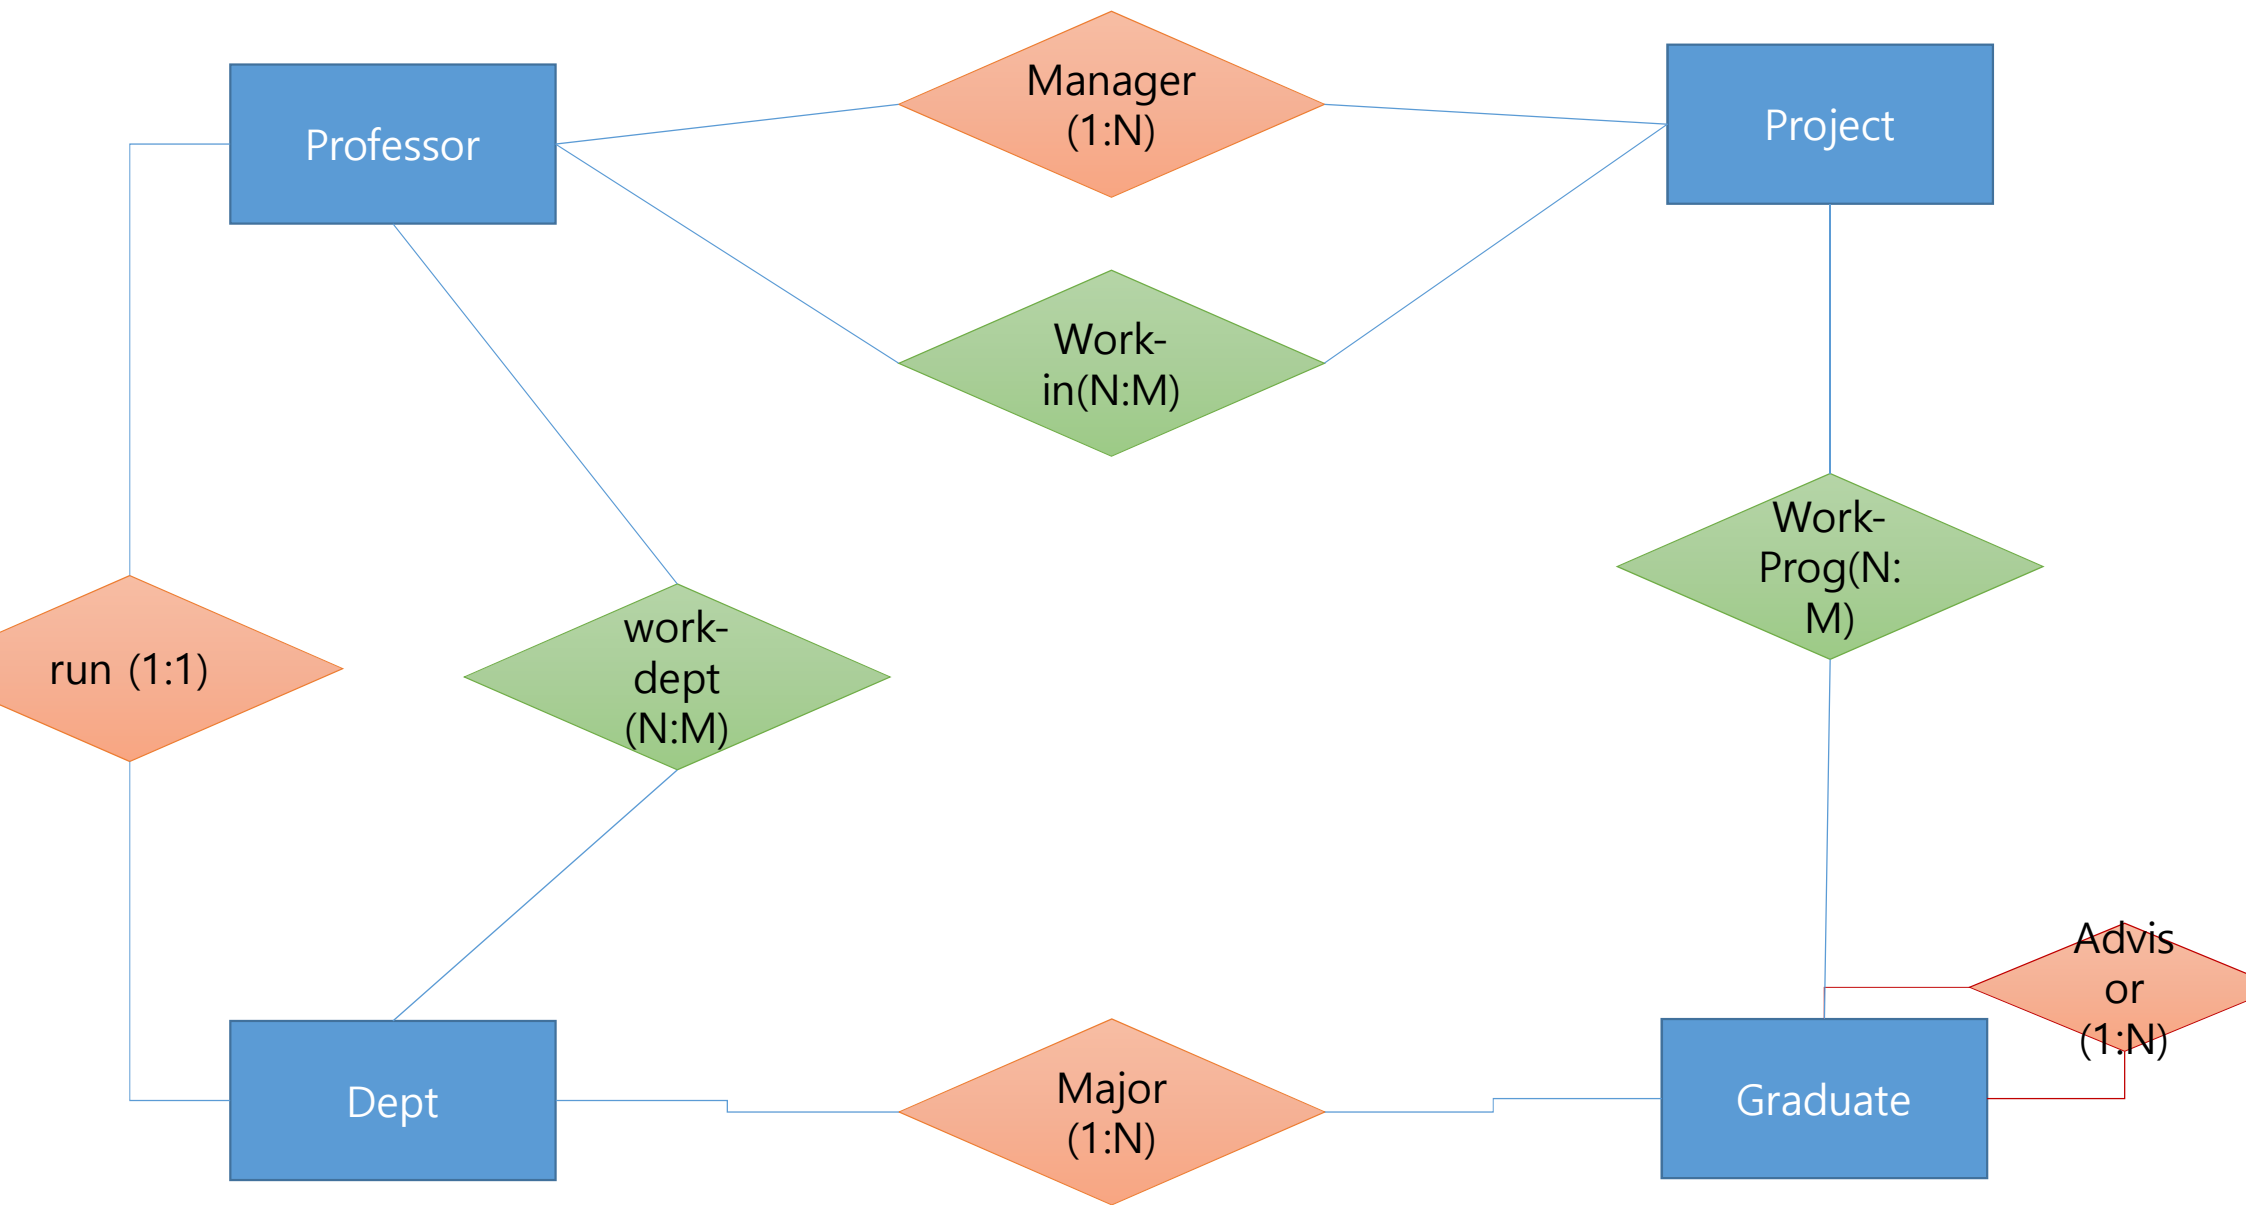 Professor
Manager
(1:N)
Project
Work-
in(N:M)
Work-
Prog(N:
M)
run (1:1)
work-
dept
(N:M)
Advis
or
(1:N)
Dept
Major
(1:N)
Graduate